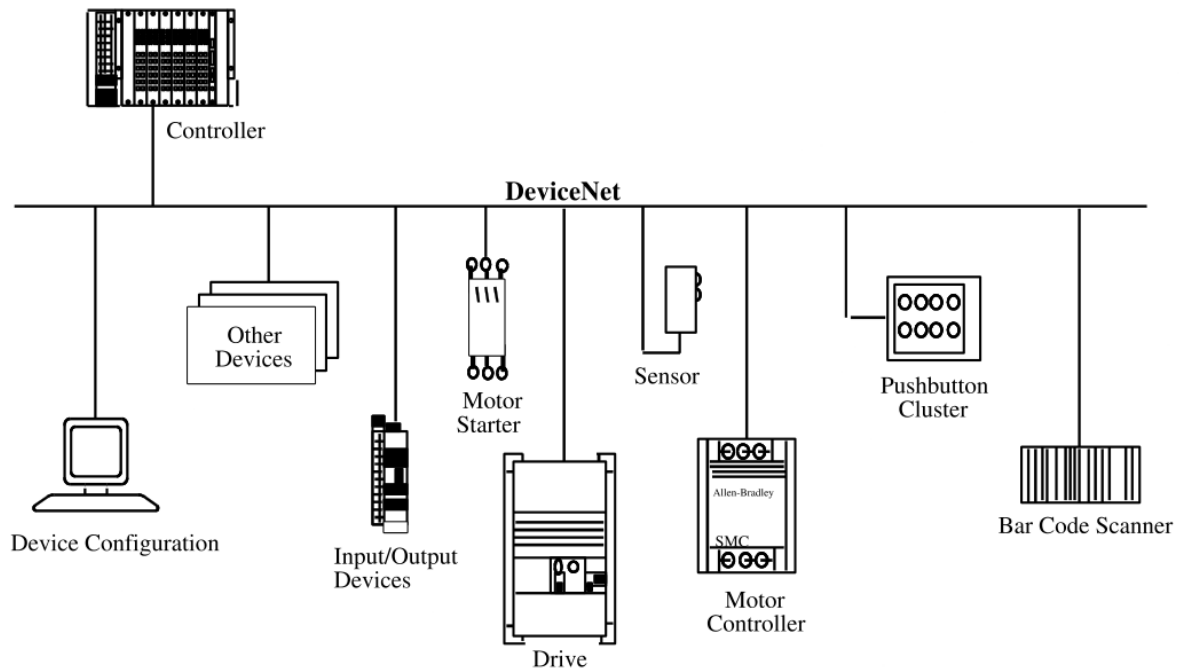 Controller
DeviceNet
Other
Devices
Sensor
Motor
Starter
Pushbutton
Cluster
Allen-Bradley
SMC
Device Configuration
Input/Output
Devices
Bar Code Scanner
Motor
Controller
Drive